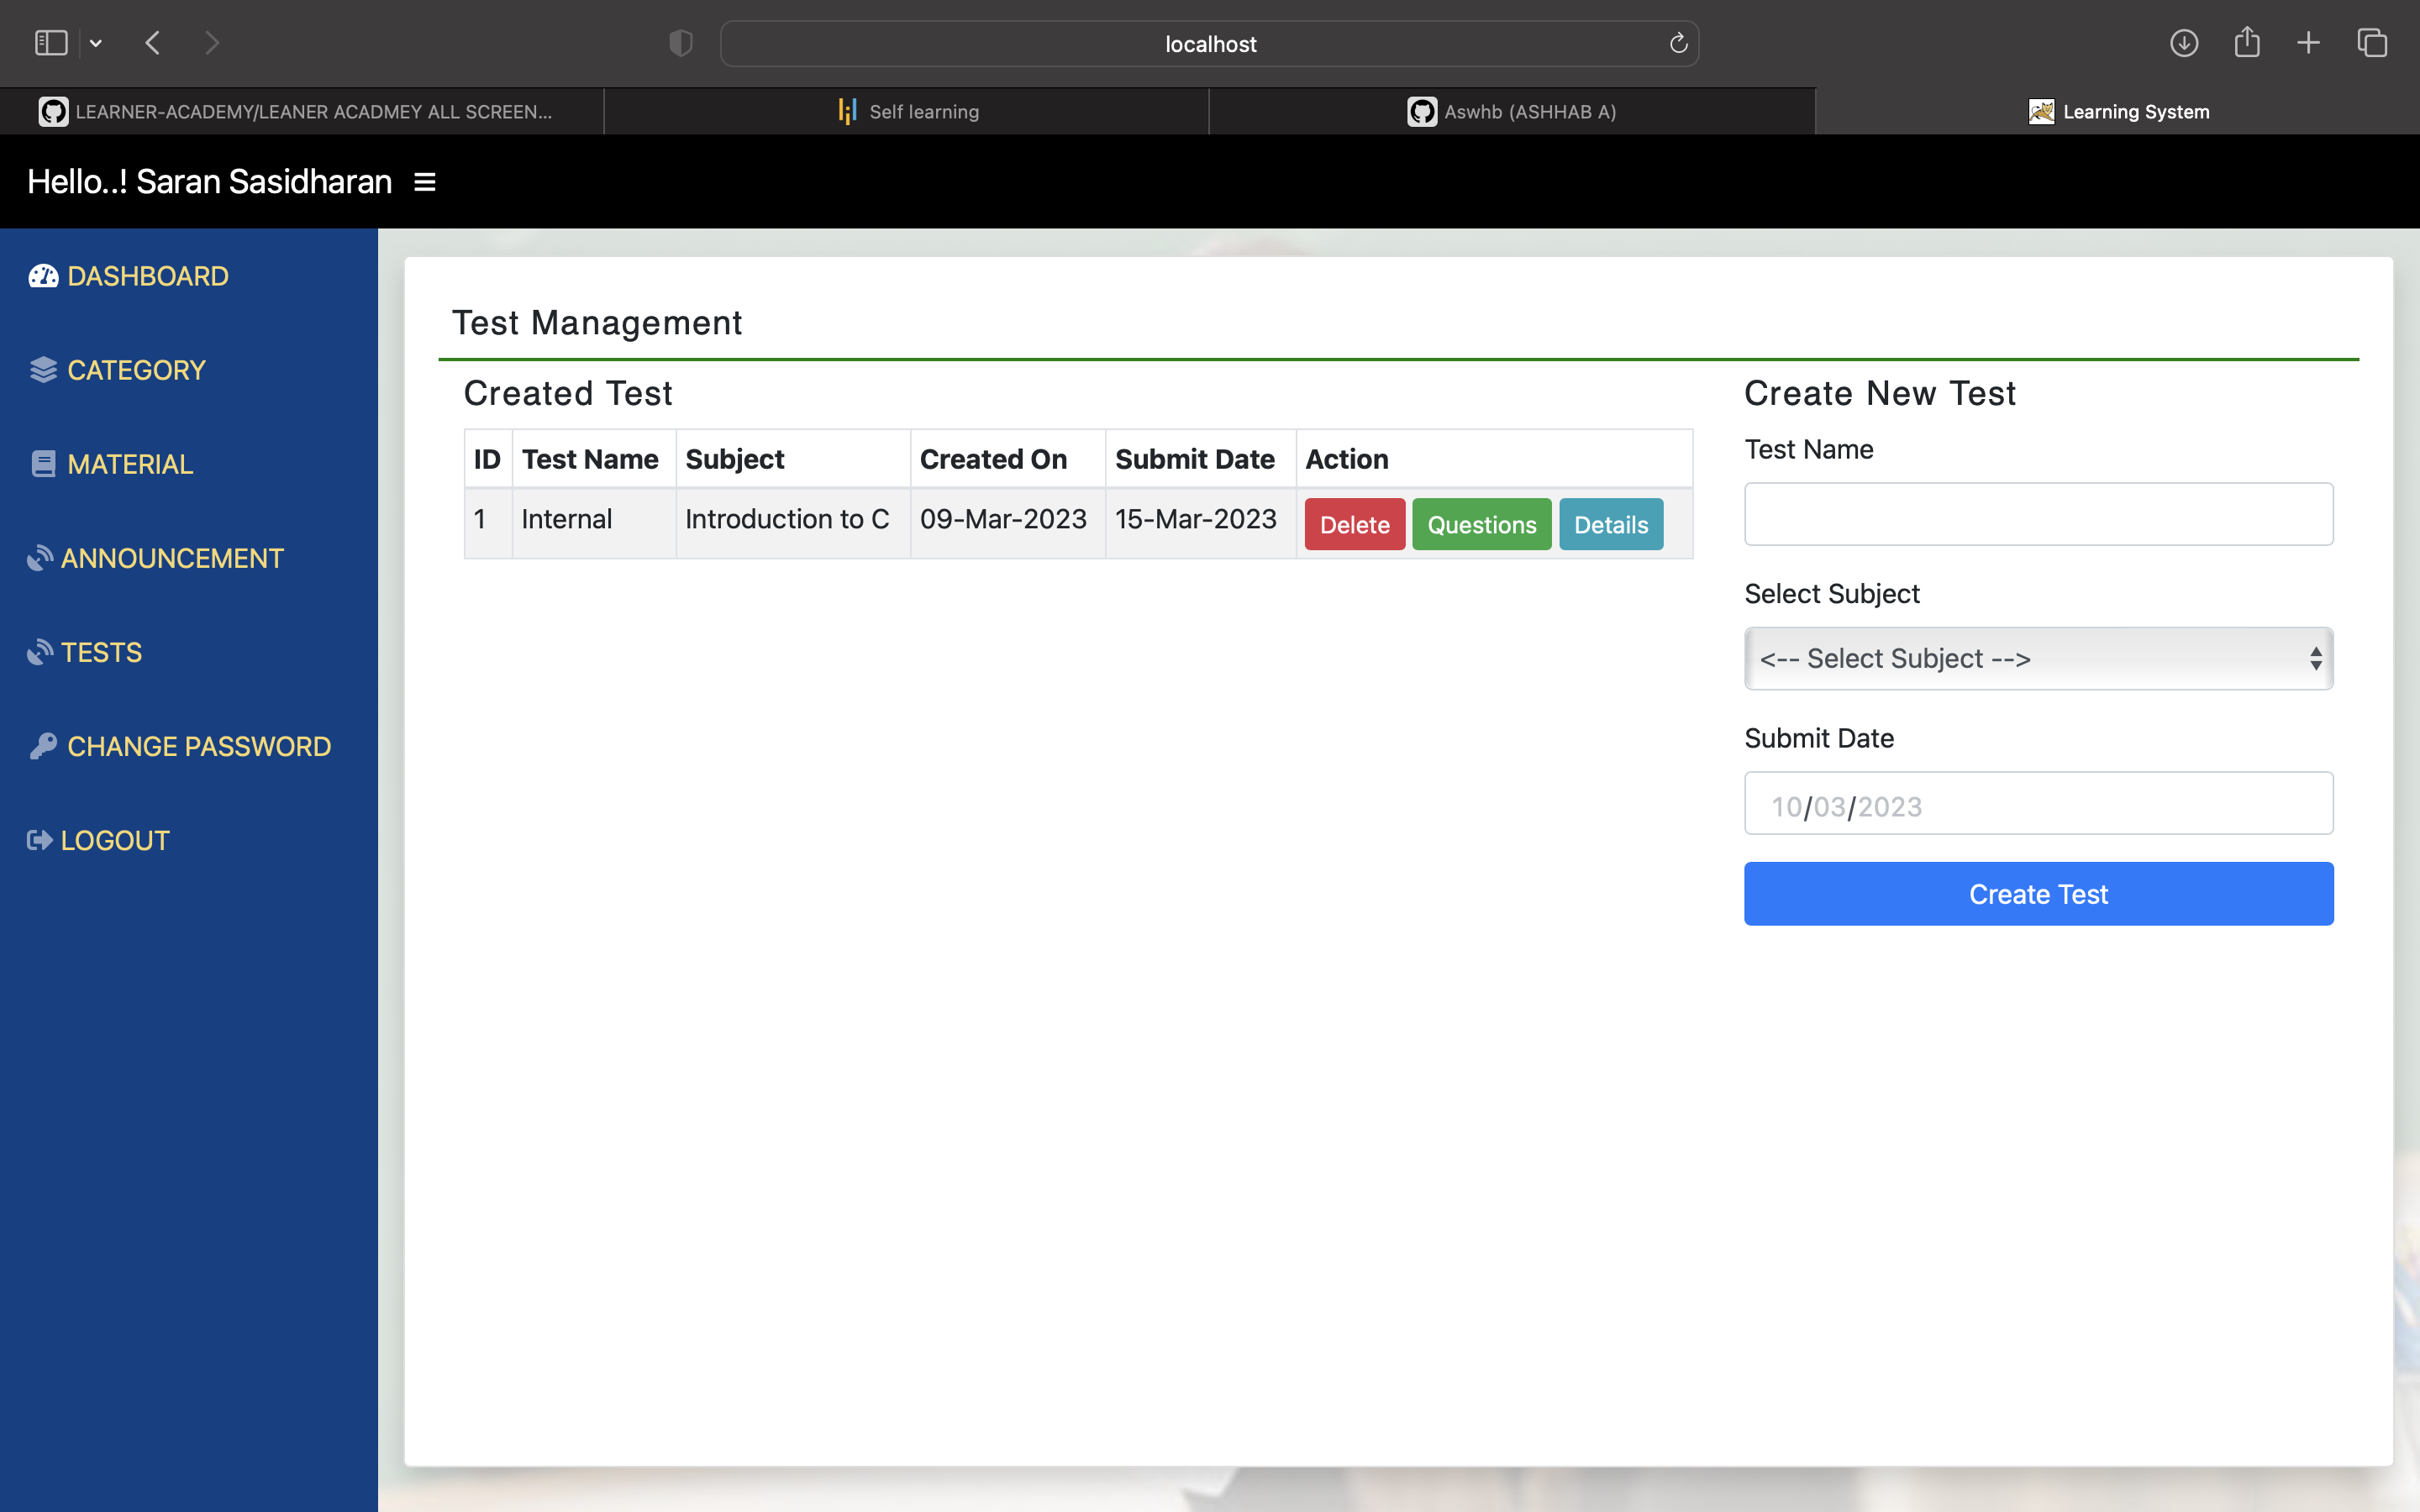 localhost
LEARNER-ACADEMY/LEANER ACADMEY ALL SCREEN...
Self learning
Aswhb (ASHHAB A)
Learning System
Hello..! Saran Sasidharan
DASHBOARD
CATEGORY
MATERIAL
ANNOUNCEMENT
TESTS
CHANGE PASSWORD
LOGOUT
Test Management
Created Test
ID Test Name Subject Created On Submit Date Action
1 Internal Introduction to C 09-Mar-2023 15-Mar-2023 Delete Questions Details
Create New Test
Test Name
Select Subject
<-- Select Subject -->
Submit Date
10/03/2023
Create Test